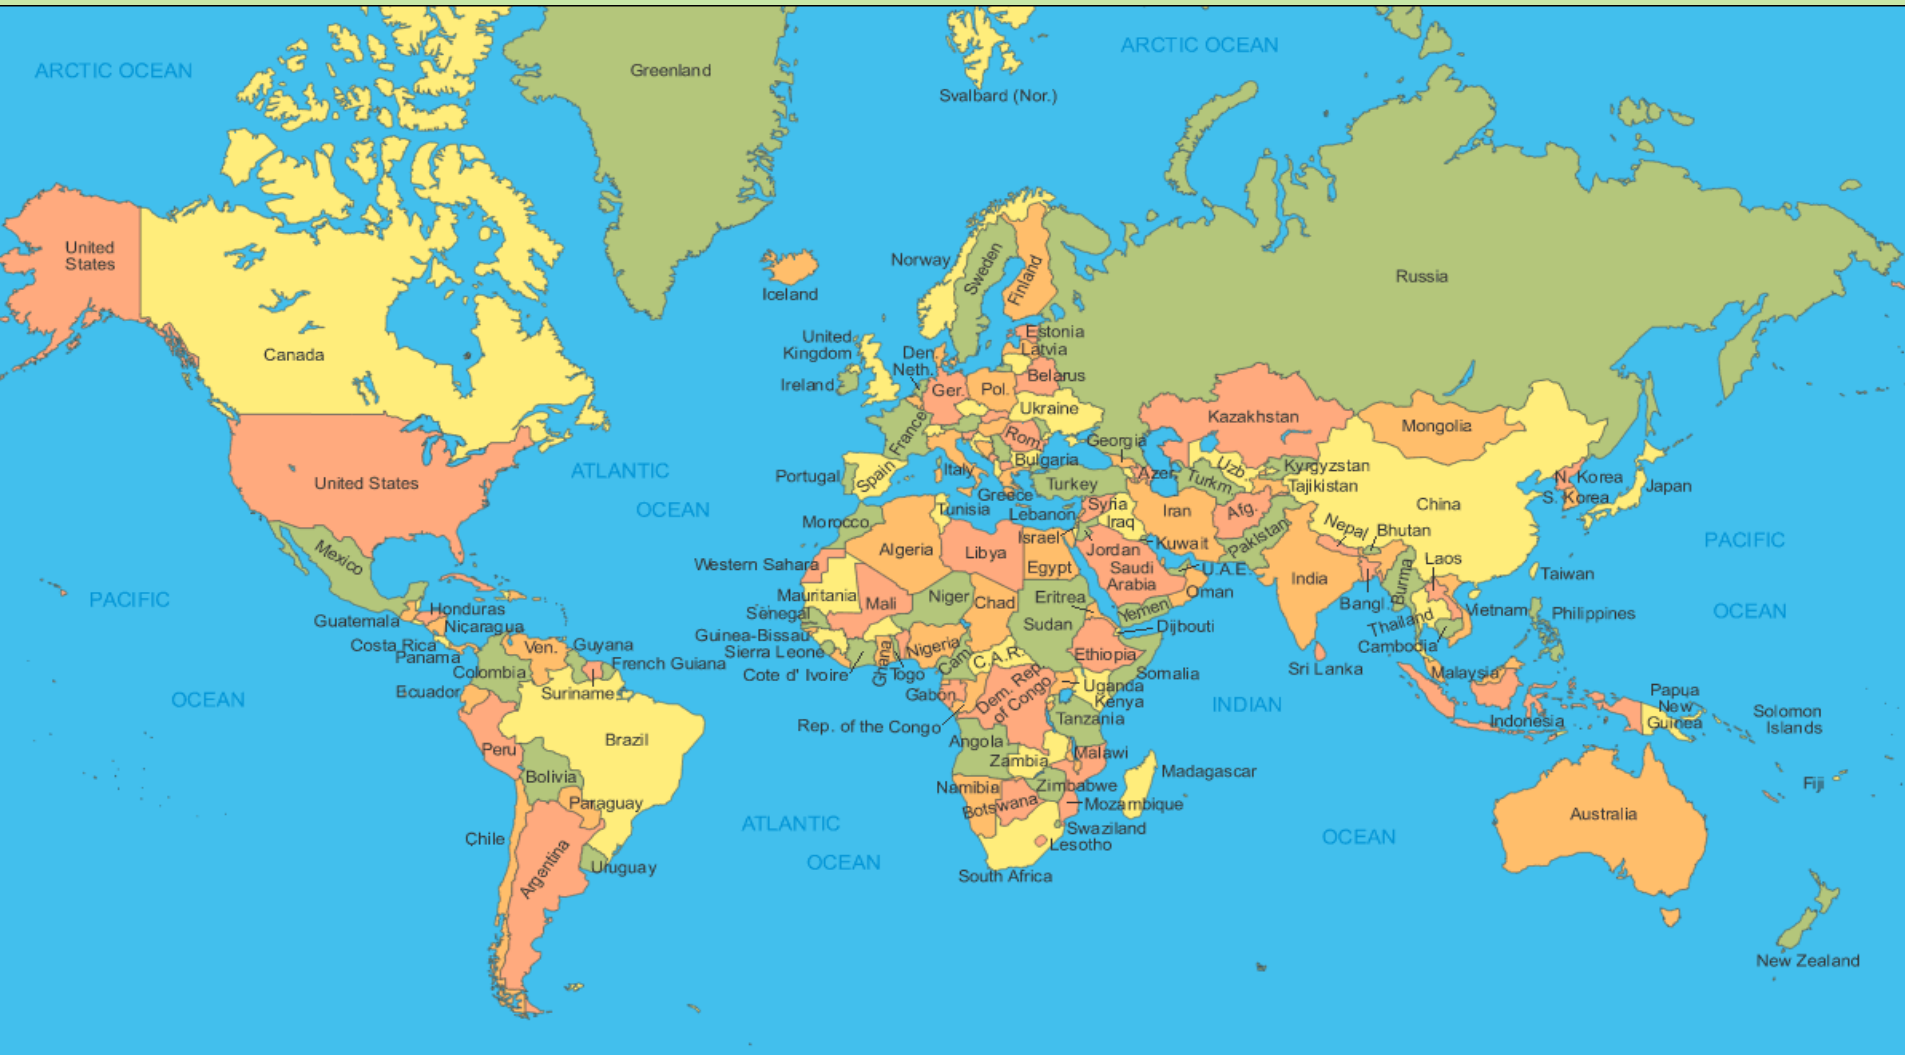 ARCTIC OCEAN
Greenland
Svalbard (Nor.)
ARCTIC OCEAN
United
States
Canada
Iceland
Norway
Sweden
Finland
Russia
United
Kingdom
Ireland
Den.
Neth.
Estonia
Latvia
Belarus
Ger.
Pol.
Ukraine
France
Rom.
Bulgaria
Georgia
Kazakhstan
Mongolia
United States
ATLANTIC
OCEAN
Portugal
Spain
Italy
Greece
Turkey
Azer.
Turkm.
Uzb.
Kyrgyzstan
Tajikistan
China
N. Korea
S. Korea
Japan
Mexico
Morocco
Tunisia
Lebanon
Syria
Iraq
Israel
Iran
Afg.
Pakistan
Nepal
Bhutan
Western Sahara
Algeria
Libya
Egypt
Jordan
Kuwait
Saudi
Arabia
U.A.E.
Oman
Yemen
India
Bangl.
Burma
Laos
Taiwan
PACIFIC
OCEAN
PACIFIC
OCEAN
Guatemala
Honduras
Nicaragua
Costa Rica
Panama
Mauritania
Senegal
Guinea-Bissau
Sierra Leone
Cote d' Ivoire
Mali
Niger
Chad
Sudan
Eritrea
Djibouti
Ghana
Togo
Nigeria
Cam.
C.A.R.
Ethiopia
Somalia
Thailand
Vietnam
Cambodia
Philippines
Sri Lanka
Malaysia
Ven.
Guyana
French Guiana
Colombia
Suriname
Ecuador
Gabon
Rep. of the Congo
Dem. Rep.
of Congo
Uganda
Kenya
Tanzania
INDIAN
OCEAN
Indonesia
Papua
New
Guinea
Solomon
Islands
Peru
Brazil
Bolivia
Paraguay
Chile
Argentina
Uruguay
ATLANTIC
OCEAN
Angola
Zambia
Malawi
Namibia
Botswana
Zimbabwe
Mozambique
Madagascar
Swaziland
Lesotho
South Africa
Fiji
Australia
New Zealand